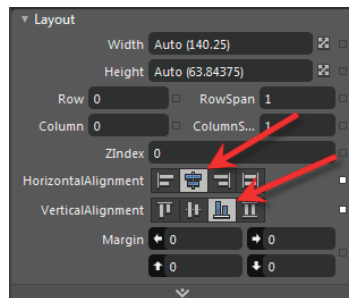 Layout
Width Auto (140.25)
Height Auto (63.84375)
Row 0 RowSpan 1
Column 0 ColumnS... 1
ZIndex 0
HorizontalAlignment
VerticalAlignment
Margin 0 0
0 0